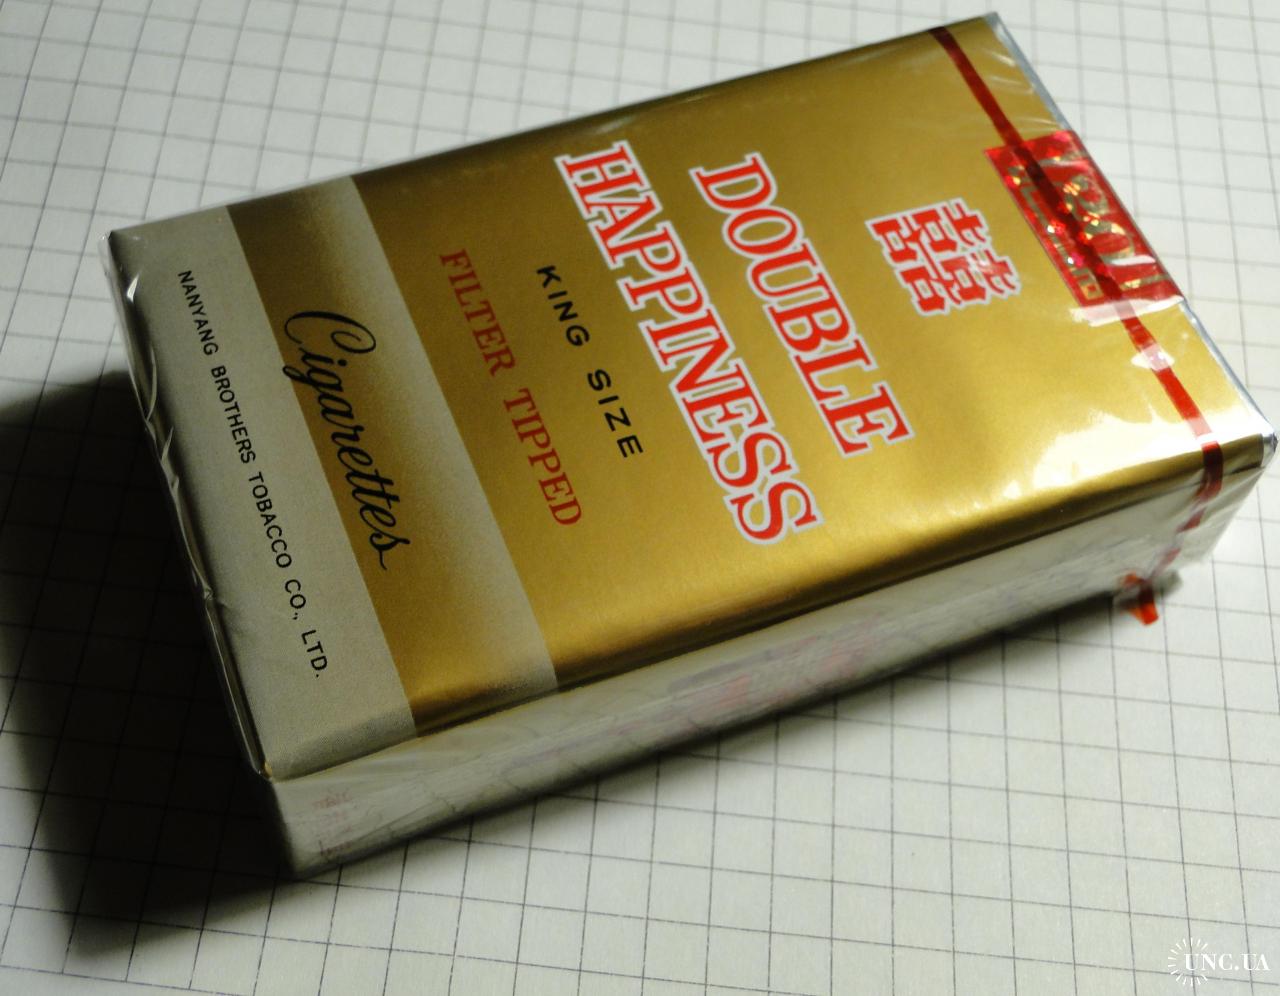 囍
DOUBLE
HAPPINESS
KING SIZE
FILTER TIPPED
Cigarettes
NANYANG BROTHERS TOBACCO CO., LTD.
UNC.UA